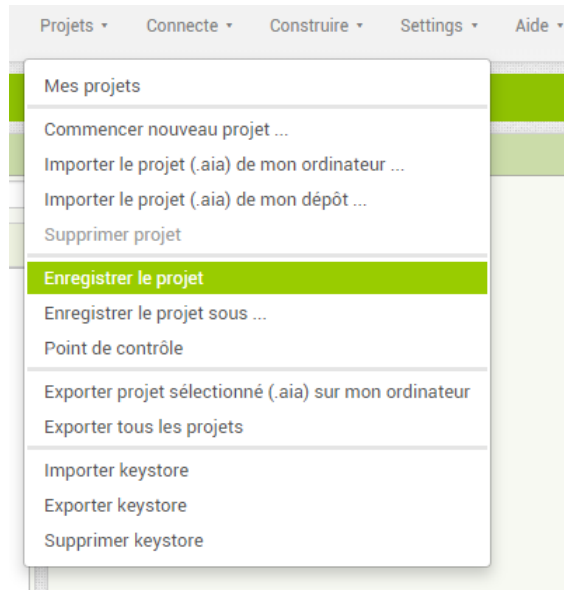 Projets Connecte Construire Settings Aide
Mes projets
Commencer nouveau projet ...
Importer le projet (.aia) de mon ordinateur ...
Importer le projet (.aia) de mon dépôt ...
Supprimer projet
Enregistrer le projet
Enregistrer le projet sous ...
Point de contrôle
Exporter projet sélectionné (.aia) sur mon ordinateur
Exporter tous les projets
Importer keystore
Exporter keystore
Supprimer keystore